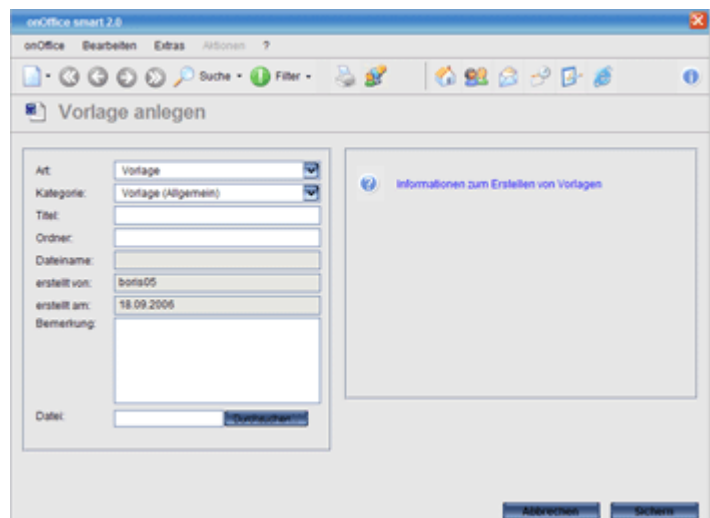 onOffice smart 2.0
onOffice Bearbeiten Extras Aktionen ?
Suche Filter
Vorlage anlegen
Art: Vorlage
Kategorie: Vorlage (Allgemein)
Titel:
Ordner:
Dateiname:
erstellt von: boris05
erstellt am: 18.09.2006
Bemerkung:
Datei: Durchsuchen...
Informationen zum Erstellen von Vorlagen
Abbrechen Sichern